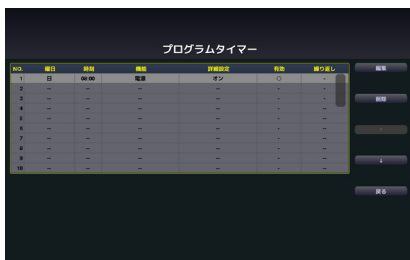 プログラムタイマー
NO. 曜日 時刻 機能 詳細設定 有効 繰り返し
1 日 00:00 電源 オン ○ -
2 -- -- -- -- - --
3 -- -- -- -- - --
4 -- -- -- -- - --
5 -- -- -- -- - --
6 -- -- -- -- - --
7 -- -- -- -- - --
8 -- -- -- -- - --
9 -- -- -- -- - --
10 -- -- -- -- - --
編集
削除
↑
↓
戻る